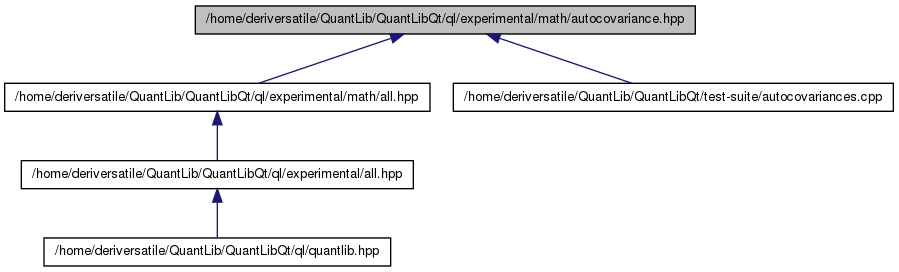 /home/deriversatile/QuantLib/QuantLibQt/ql/experimental/math/autocovariance.hpp
/home/deriversatile/QuantLib/QuantLibQt/ql/experimental/math/all.hpp
/home/deriversatile/QuantLib/QuantLibQt/test-suite/autocovariances.cpp
/home/deriversatile/QuantLib/QuantLibQt/ql/experimental/all.hpp
/home/deriversatile/QuantLib/QuantLibQt/ql/quantlib.hpp